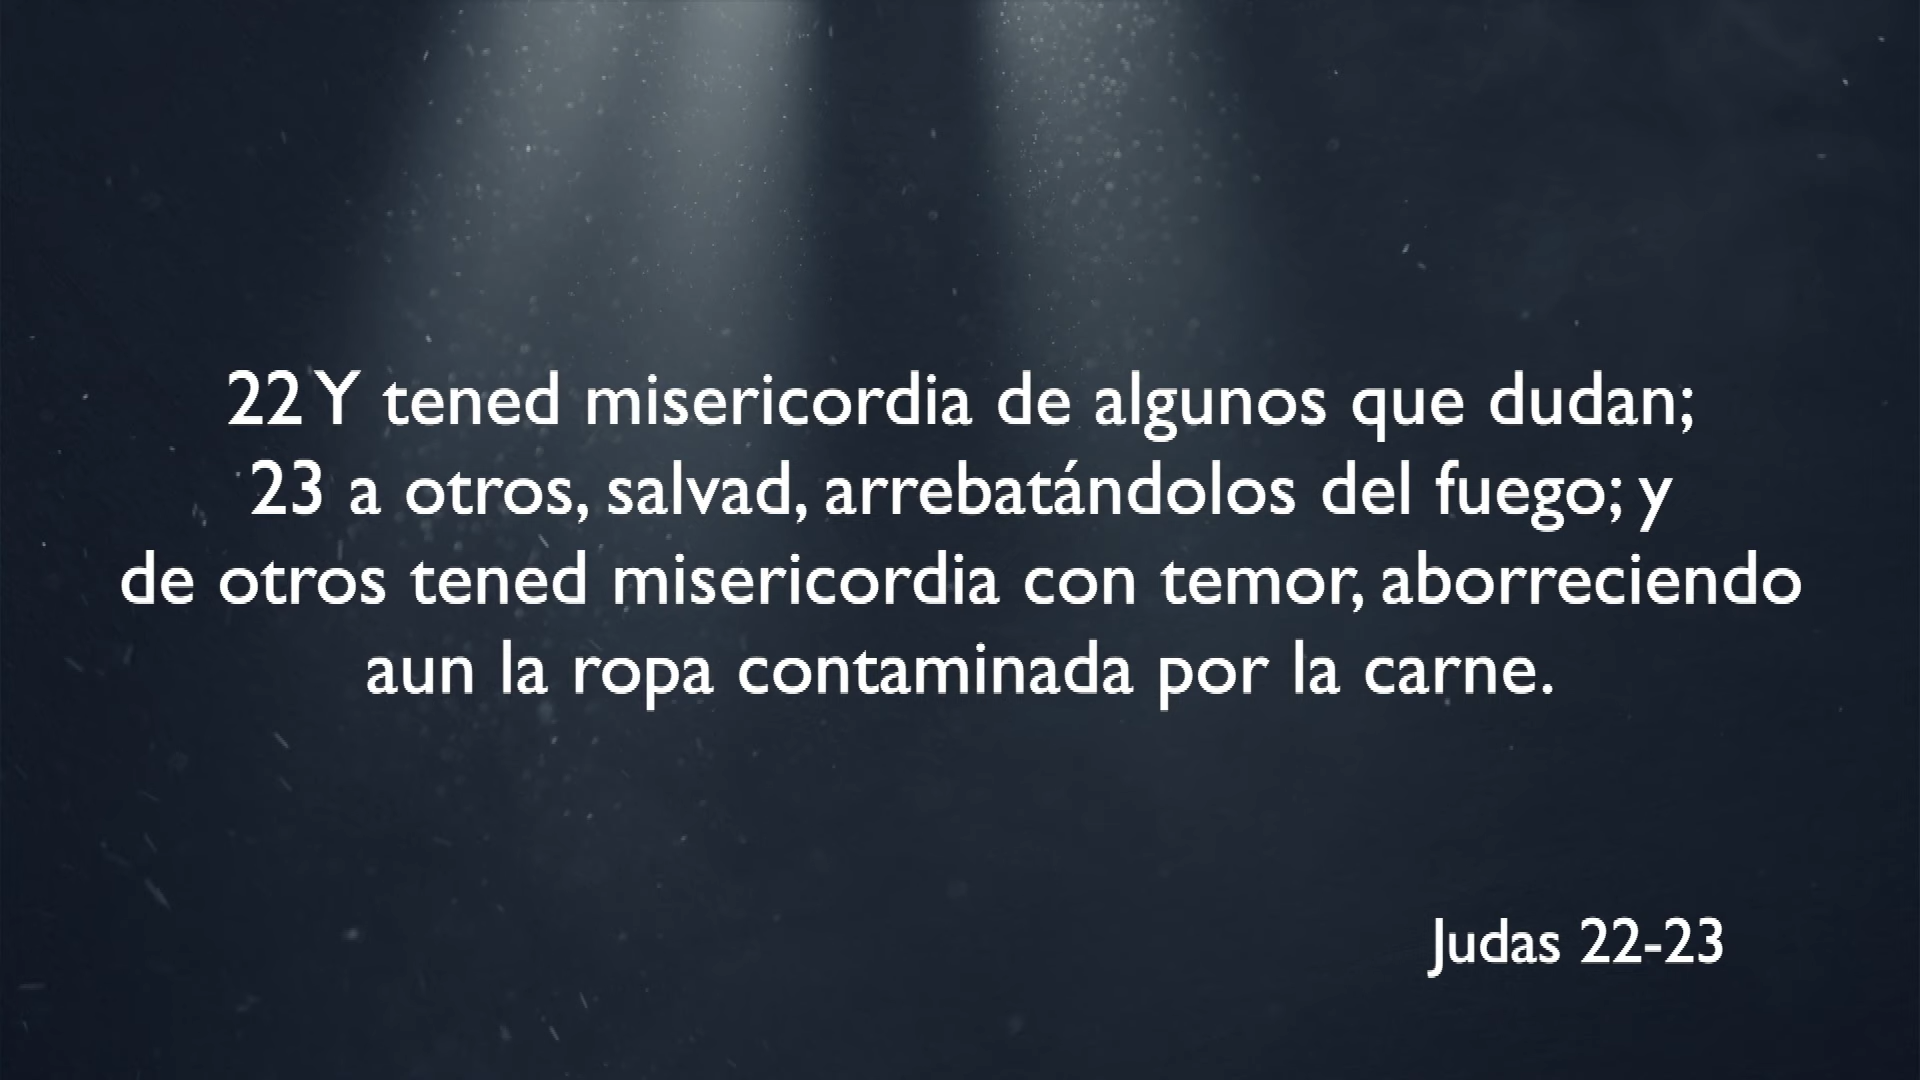 22 Y tened misericordia de algunos que dudan;
23 a otros, salvad, arrebatándolos del fuego; y
de otros tened misericordia con temor, aborreciendo
aun la ropa contaminada por la carne.
Judas 22-23